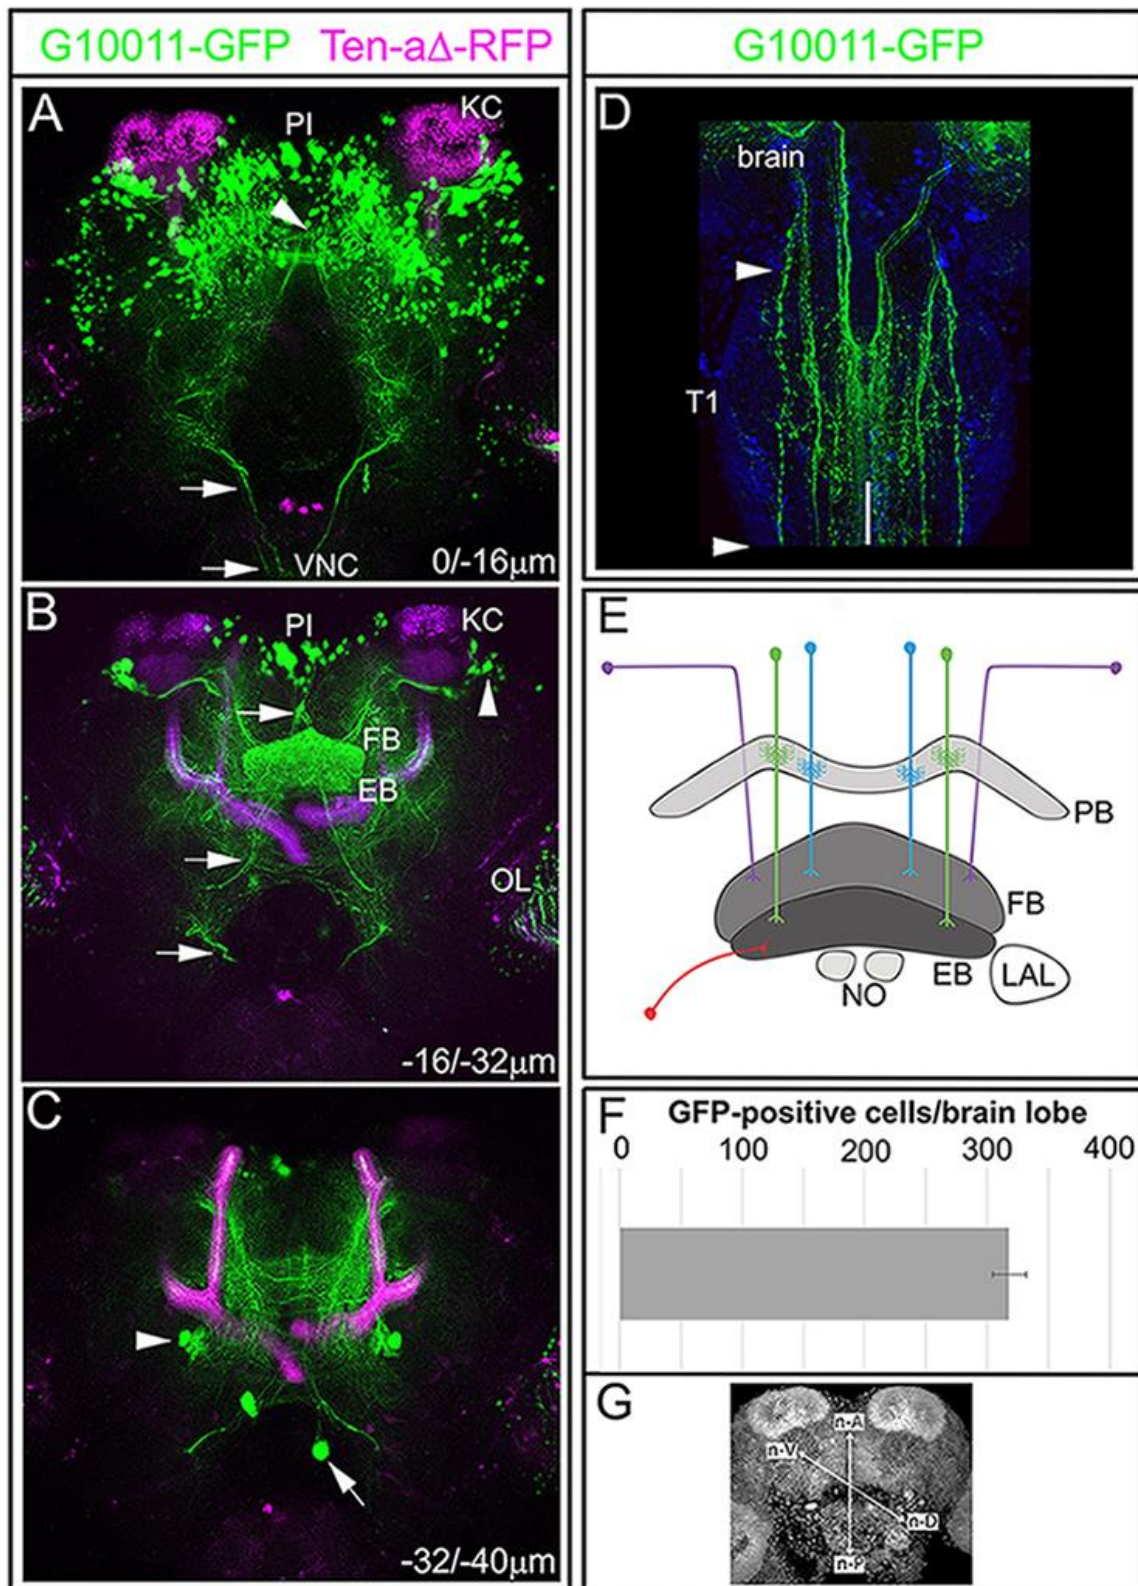 G10011-GFP Ten-aΔ-RFP
A
PI
KC
VNC
0/-16μm
B
PI
KC
FB
EB
OL
-16/-32μm
C
-32/-40μm
G10011-GFP
D
brain
T1
E
PB
FB
EB
NO
LAL
F
GFP-positive cells/brain lobe
0 100 200 300 400
G
n-A
n-V
n-D
n-P